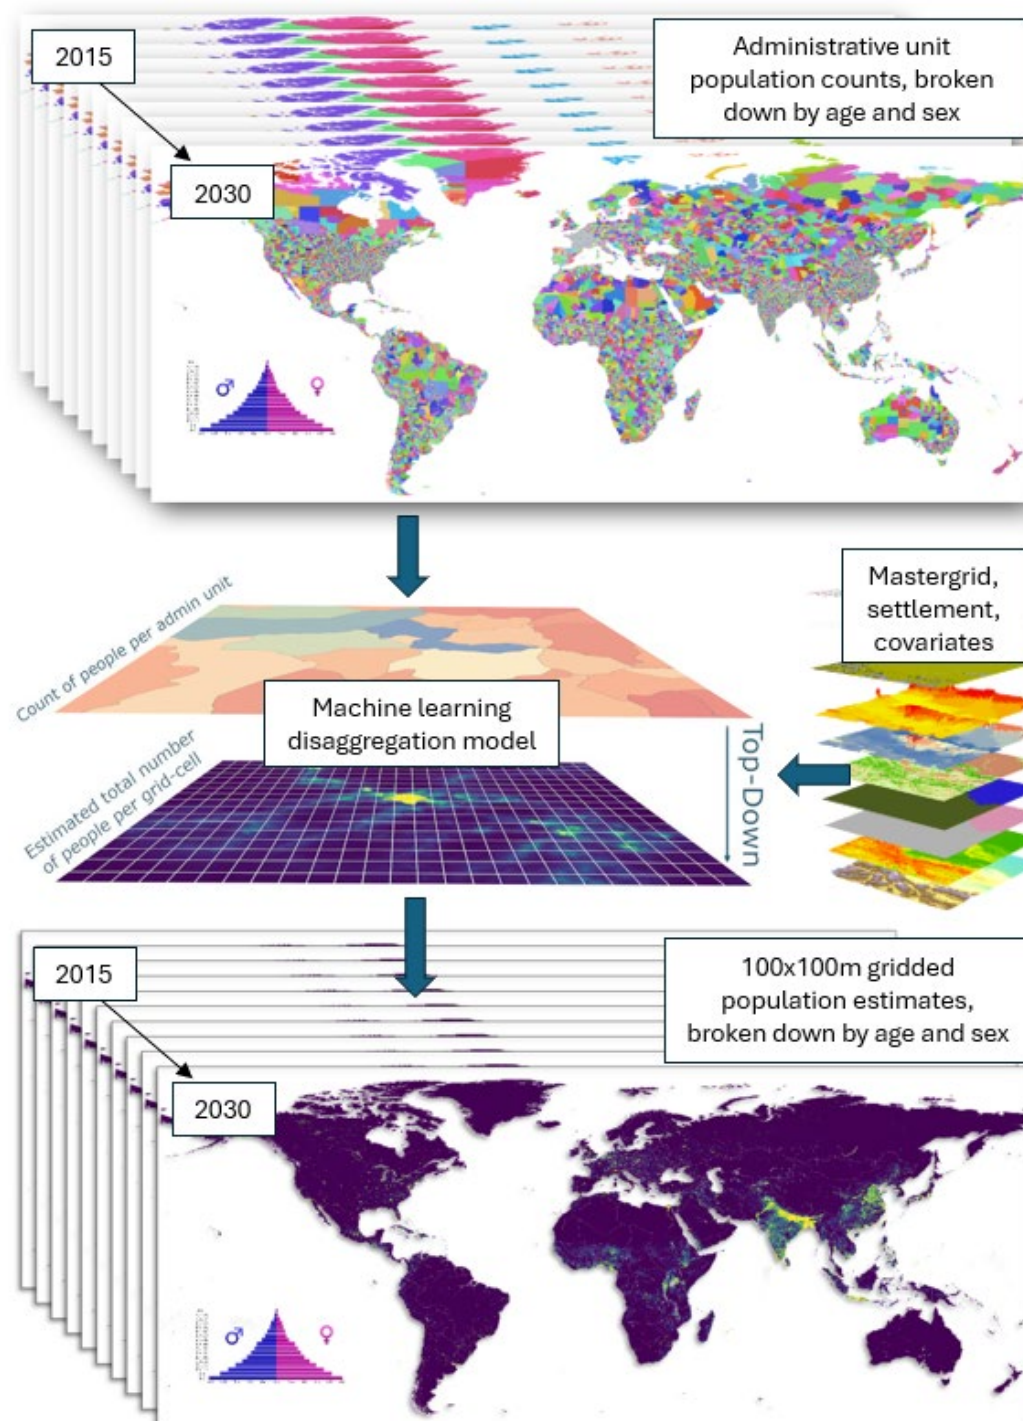 2015
Administrative unit
population counts, broken
down by age and sex
2030
♂
♀
Count of people per admin unit
Mastergrid,
settlement,
covariates
Machine learning
disaggregation model
Estimated total number
of people per grid-cell
Top-Down
2015
100x100m gridded
population estimates,
broken down by age and sex
2030
♂
♀